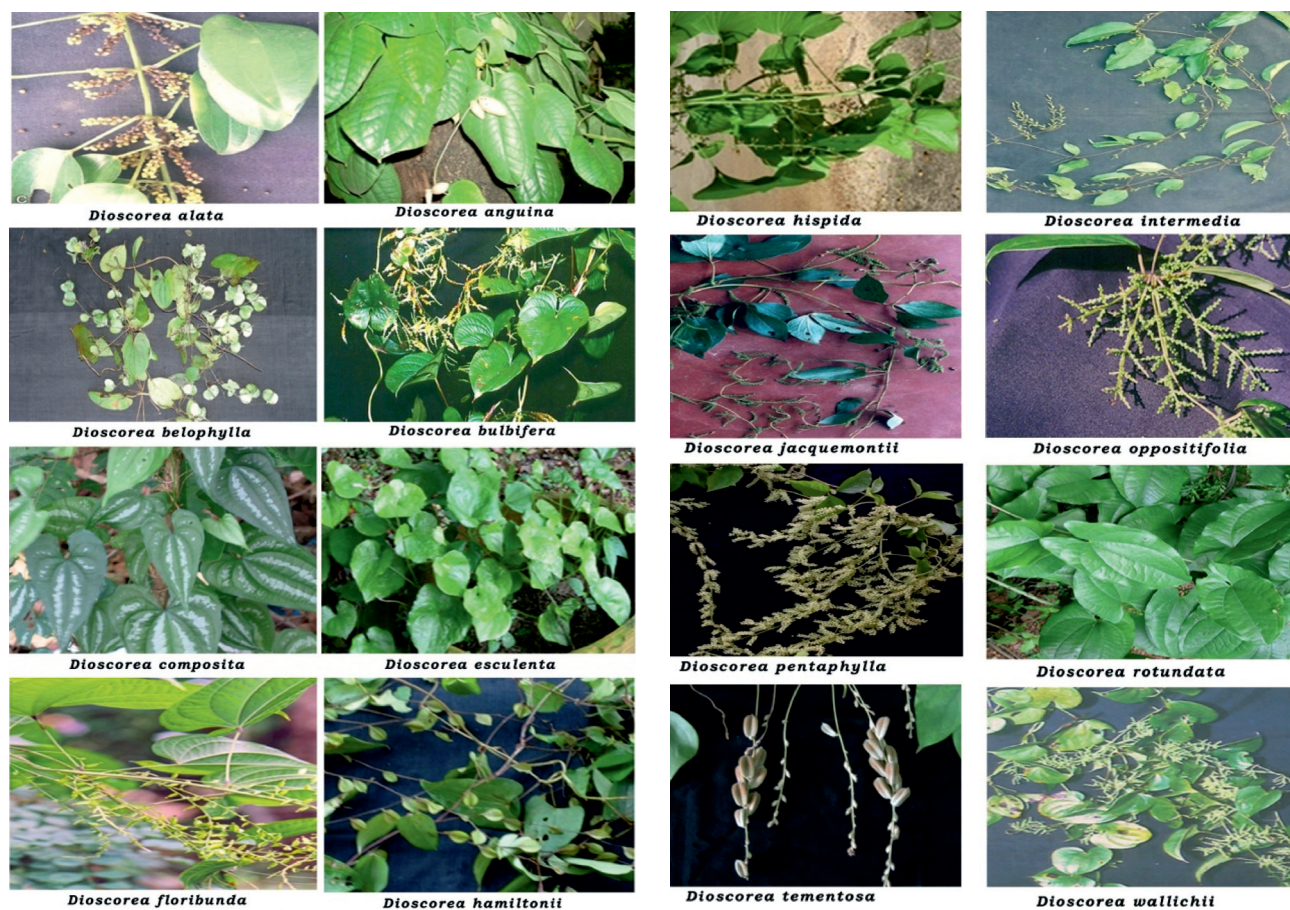 Dioscorea alata
Dioscorea anguina
Dioscorea hispida
Dioscorea intermedia
Dioscorea belophylla
Dioscorea bulbifera
Dioscorea jacquemontii
Dioscorea oppositifolia
Dioscorea composita
Dioscorea esculenta
Dioscorea pentaphylla
Dioscorea rotundata
Dioscorea floribunda
Dioscorea hamiltonii
Dioscorea tementosa
Dioscorea wallichii